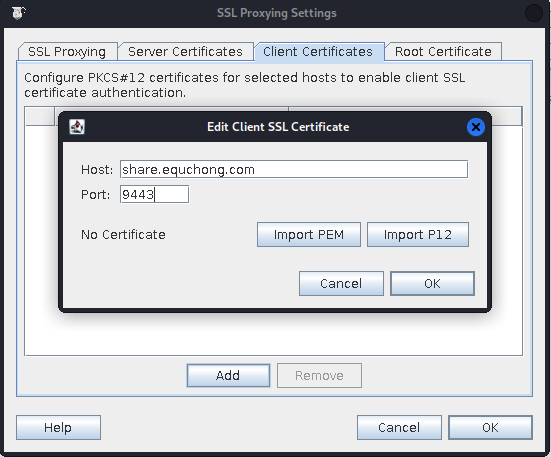 SSL Proxying Settings
SSL Proxying Server Certificates Client Certificates Root Certificate
Configure PKCS#12 certificates for selected hosts to enable client SSL
certificate authentication.
Edit Client SSL Certificate
Host: share.equchong.com
Port: 9443
No Certificate Import PEM Import P12
Cancel OK
Add Remove
Help Cancel OK